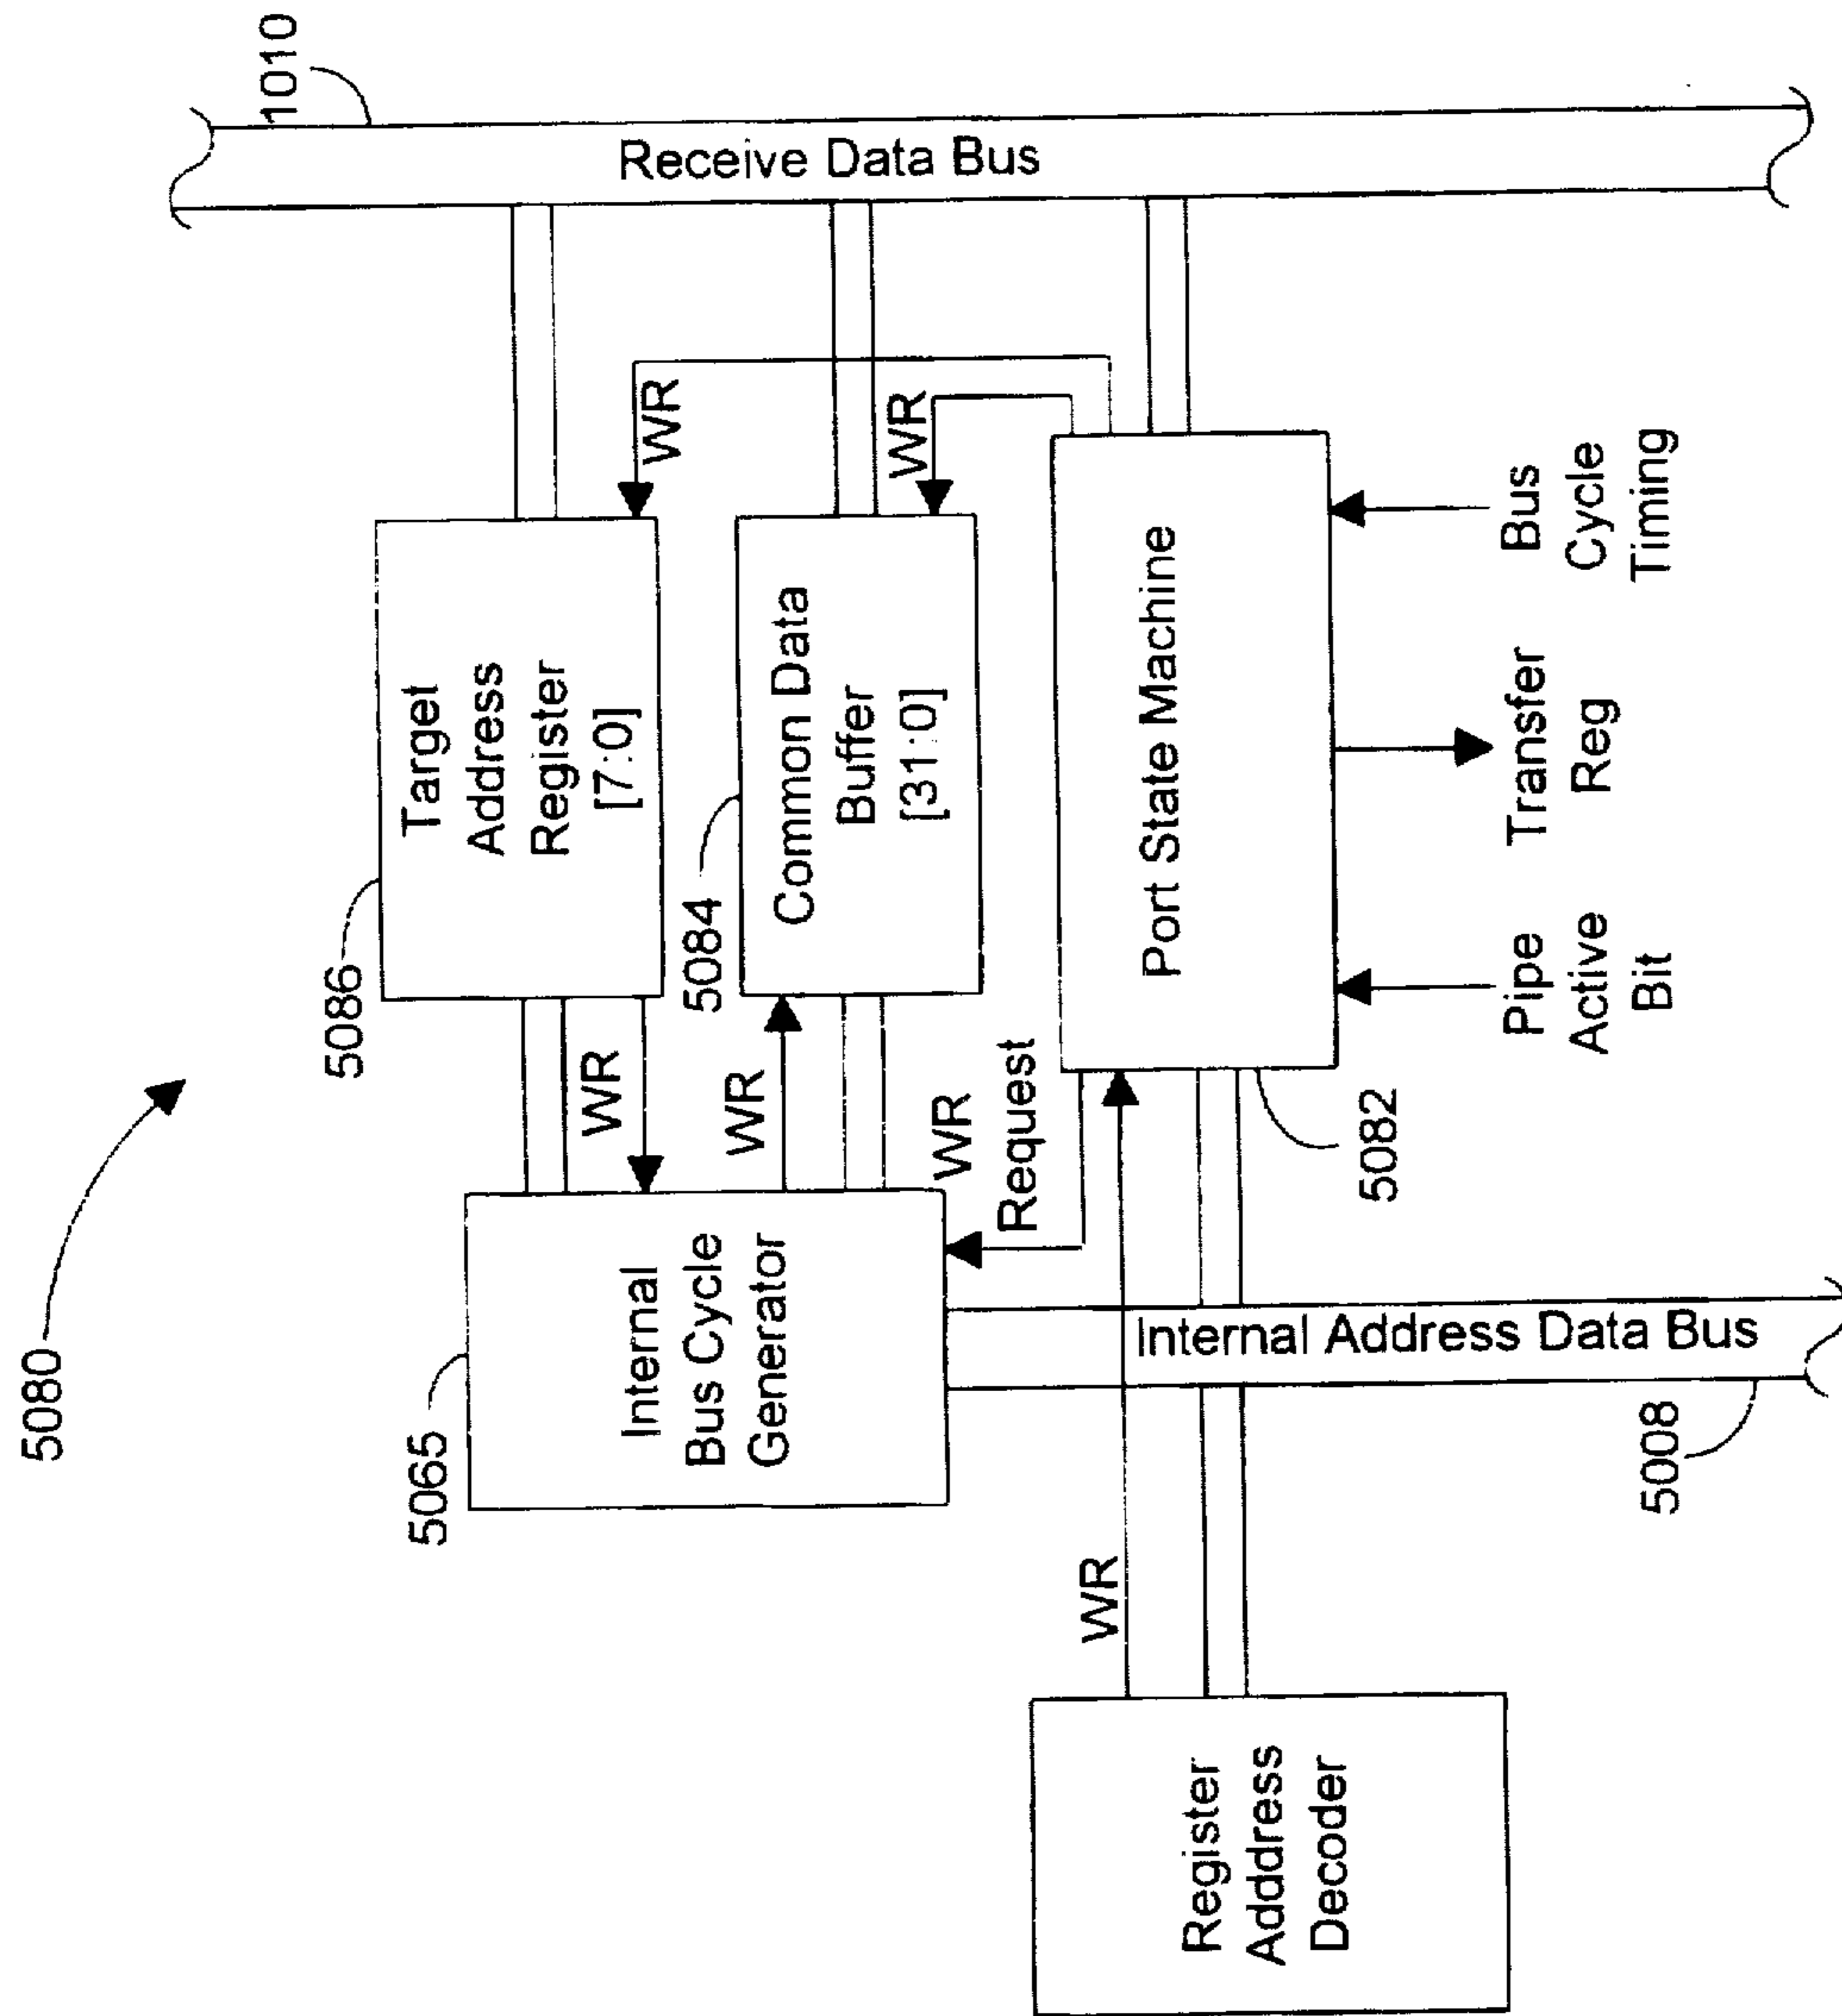 5080
1010
Receive Data Bus
5086
Target
Address
Register
[7:0]
WR
WR
5084
Common Data
Buffer
[31:0]
WR
WR
5065
Internal
Bus Cycle
Generator
WR
Request
Port State Machine
5082
Pipe
Active
Bit
Transfer
Reg
Bus
Cycle
Timing
Internal Address Data Bus
5008
WR
Register
Adddress
Decoder